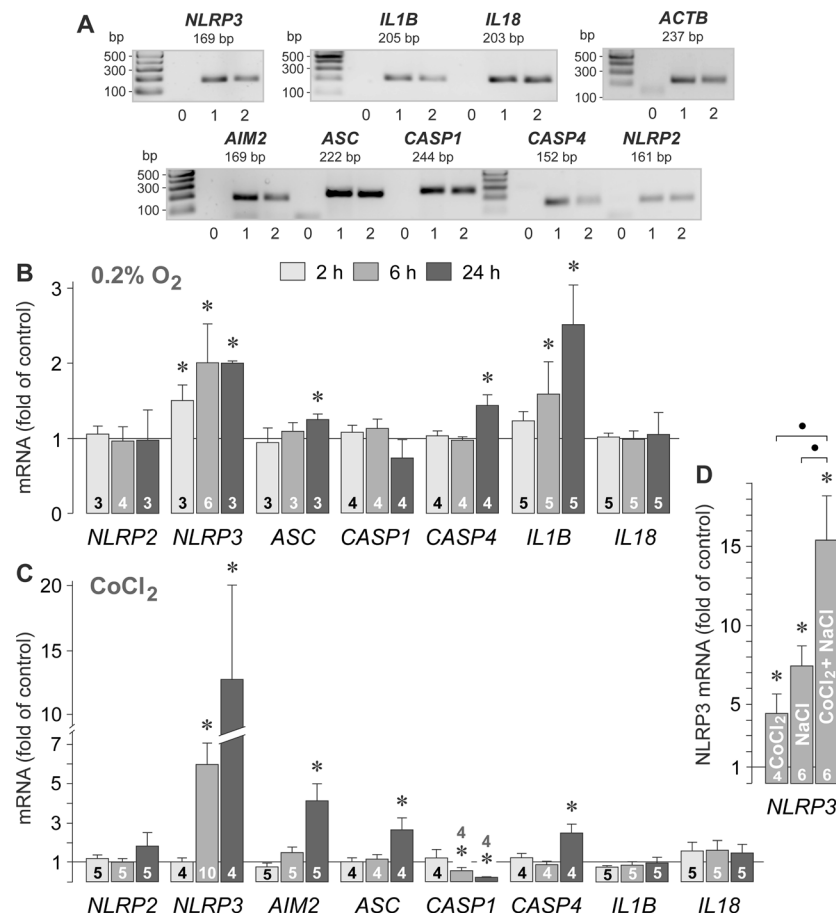 A
NLRP3 IL1B IL18 ACTB
169 bp 205 bp 203 bp 237 bp
bp bp bp
500 500 500
300 300 300
100 100 100
0 1 2 0 1 2 0 1 2 0 1 2
AIM2 ASC CASP1 CASP4 NLRP2
169 bp 222 bp 244 bp 152 bp 161 bp
bp
500
300
100
0 1 2 0 1 2 0 1 2 0 1 2 0 1 2
B 0.2% O2
2 h 6 h 24 h
mRNA (fold of control)
3
2
1
0
* * * * * * *
3 4 3 3 6 3 3 3 3 4 4 4 4 4 4 5 5 5 5 5 5
NLRP2 NLRP3 ASC CASP1 CASP4 IL1B IL18
C CoCl2
mRNA (fold of control)
20
10
7
5
3
1
* * * * * * *
4 4
5 5 5 4 10 4 5 5 5 4 4 4 4 4 4 4 5 5 5 5 5 5
NLRP2 NLRP3 AIM2 ASC CASP1 CASP4 IL1B IL18
D
NLRP3 mRNA (fold of control)
15
10
5
1
• •
* * *
CoCl2 NaCl CoCl2 + NaCl
4 6 6
NLRP3